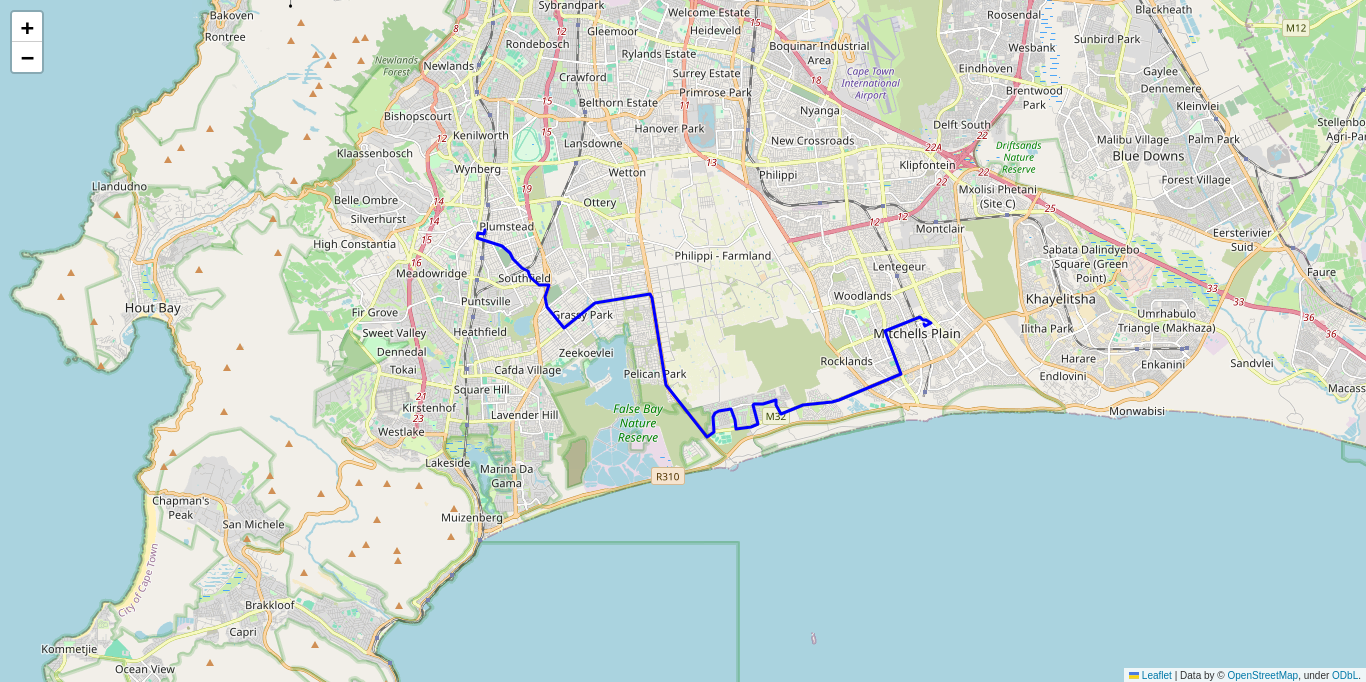 +
−
Bakoven
Rontree
Sybrandpark
Welcome Estate
Gleemoor
Heideveld
Rondebosch
Rylands Estate
Newlands
Newlands
Forest
Crawford
Surrey Estate
Primrose Park
Belthorn Estate
Boquinar Industrial
Area
Cape Town
International
Airport
Roosendal
Blackheath
M12
Wesbank
Sunbird Park
Eindhoven
Gaylee
Dennemere
Brentwood
Park
Kleinvlei
Bishopscourt
Kenilworth
Hanover Park
Nyanga
Delft South
Stellenbo
Agri-Par
Klaassenbosch
Lansdowne
New Crossroads
Driftsands
- Nature
Reserve
Malibu Village
Palm Park
Blue Downs
Wynberg
Wetton
Philippi
Klipfontein
Forest Village
Llandudno
Belle Ombre
Ottery
Mxolisi Phetani
(Site C)
Silverhurst
Plumstead
Montclair
Eersterivier
Suid
High Constantia
Philippi - Farmland
Sabata Dalindyebo
Square (Green
Point)
Meadowridge
Southfield
Lentegeur
Faure
Hout Bay
Puntsville
Woodlands
Khayelitsha
Fir Grove
Grassy Park
Umrhabulo
Triangle (Makhaza)
Sweet Valley
Heathfield
Mitchells Plain
Ilitha Park
Dennedal
Zeekoevlei
Rocklands
Harare
Enkanini
Sandvlei
Tokai
Cafda Village
Pelican Park
Endlovini
Macass
Square Hill
Kirstenhof
Lavender Hill
False Bay
Nature
Reserve
M32
Monwabisi
Westlake
Lakeside
Marina Da
Gama
R310
Chapman's
Peak
San Michele
Muizenberg
City of Cape Town
Brakkloof
Capri
Kommetjie
Ocean View
8
12
15
12
15
15
11
18
13
22A
22
22
22
19
14
14
14
15
16
12
12
25
33
33
36
36
21
23
Leaflet | Data by © OpenStreetMap, under ODbL.